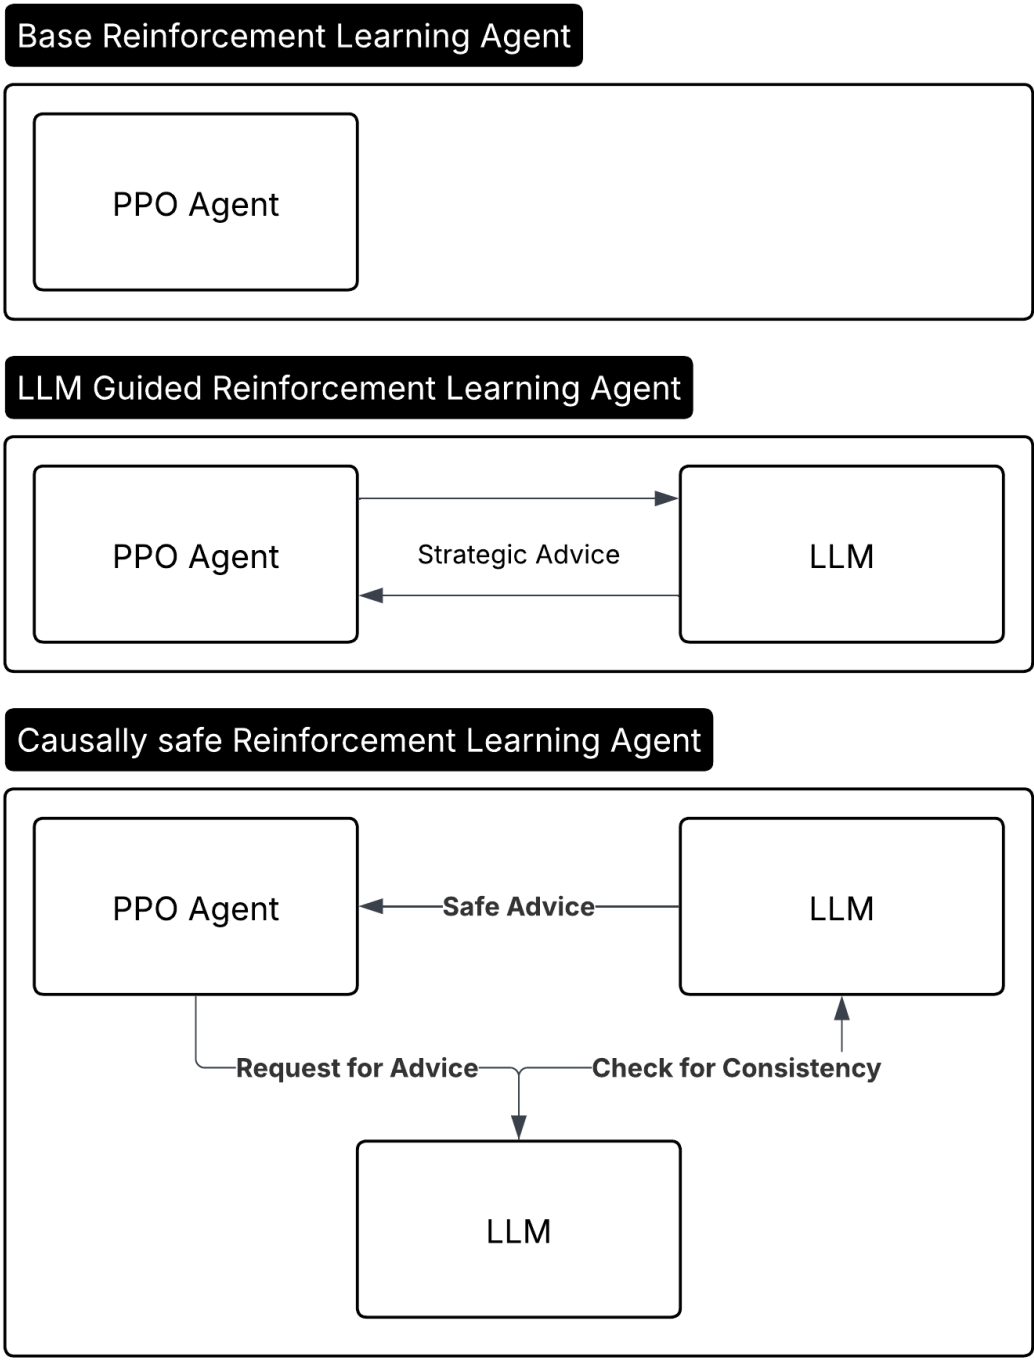 Base Reinforcement Learning Agent
PPO Agent
LLM Guided Reinforcement Learning Agent
PPO Agent
Strategic Advice
LLM
Causally safe Reinforcement Learning Agent
PPO Agent
Safe Advice
LLM
Request for Advice
Check for Consistency
LLM